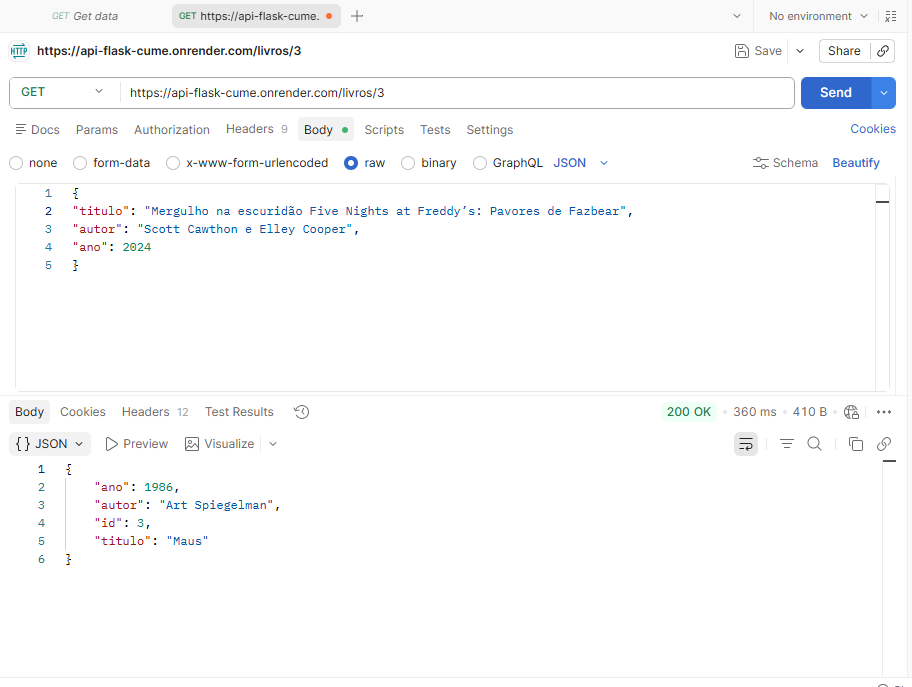 GET Get data GET https://api-flask-cume. No environment
HTTP https://api-flask-cume.onrender.com/livros/3 Save Share
GET https://api-flask-cume.onrender.com/livros/3 Send
Docs Params Authorization Headers 9 Body Scripts Tests Settings Cookies
none form-data x-www-form-urlencoded raw binary GraphQL JSON Schema Beautify
1 {
2 "titulo": "Mergulho na escuridão Five Nights at Freddy’s: Pavores de Fazbear",
3 "autor": "Scott Cawthon e Elley Cooper",
4 "ano": 2024
5 }
Body Cookies Headers 12 Test Results 200 OK • 360 ms • 410 B •
{} JSON Preview Visualize
1 {
2 "ano": 1986,
3 "autor": "Art Spiegelman",
4 "id": 3,
5 "titulo": "Maus"
6 }